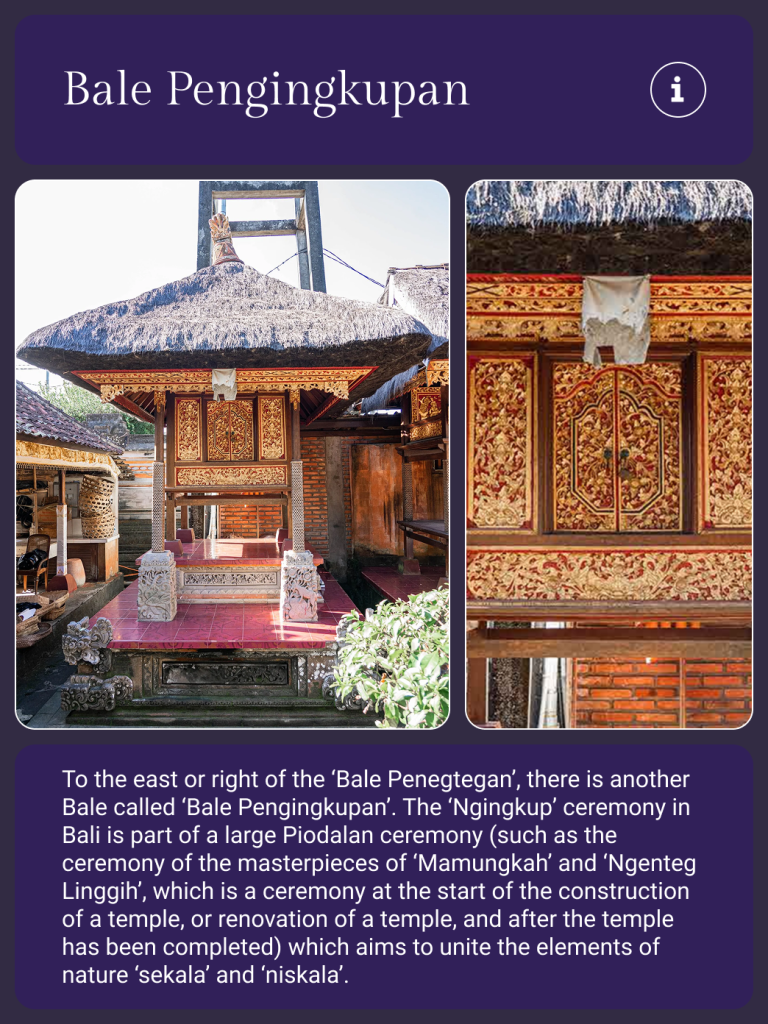 Bale Pengingkupan
To the east or right of the ‘Bale Penegtegan’, there is another
Bale called ‘Bale Pengingkupan’. The ‘Ngingkup’ ceremony in
Bali is part of a large Piodalan ceremony (such as the
ceremony of the masterpieces of ‘Mamungkah’ and ‘Ngenteg
Linggih’, which is a ceremony at the start of the construction
of a temple, or renovation of a temple, and after the temple
has been completed) which aims to unite the elements of
nature ‘sekala’ and ‘niskala’.